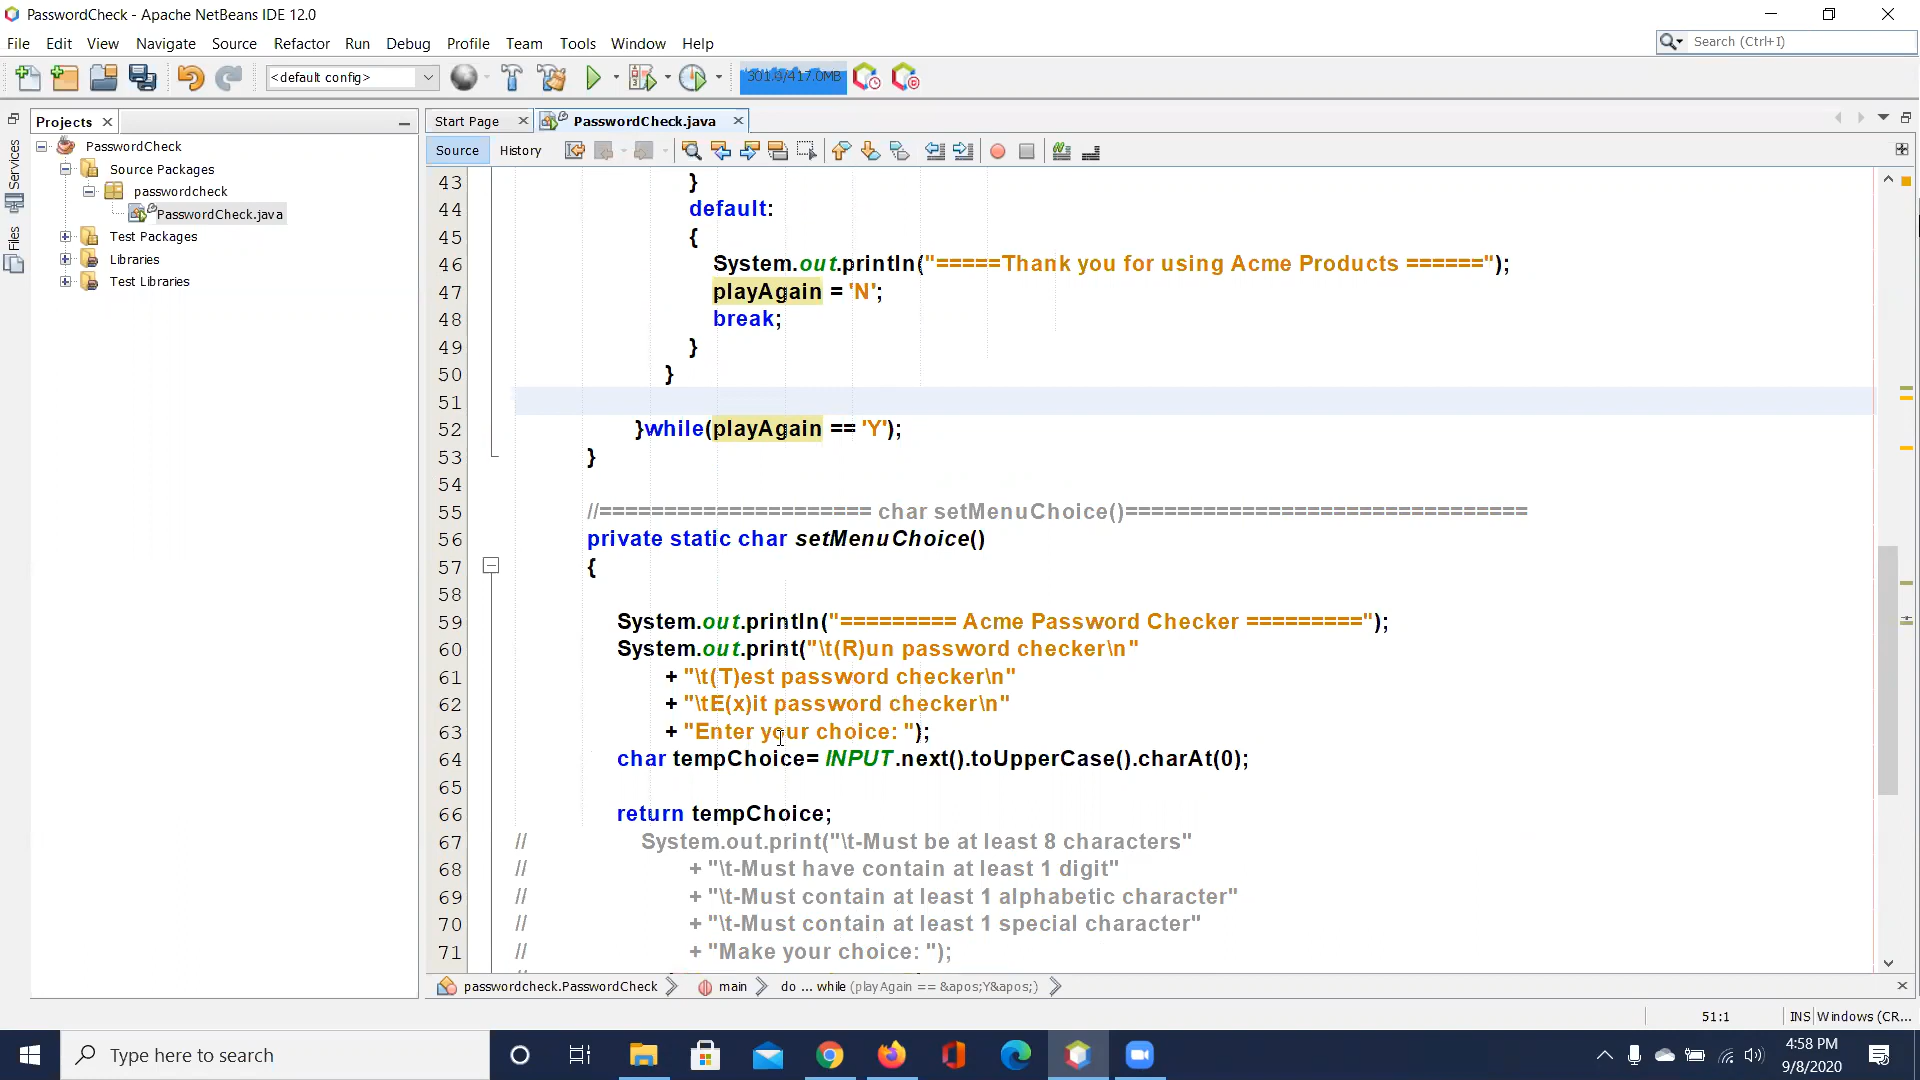 PasswordCheck - Apache NetBeans IDE 12.0
File Edit View Navigate Source Refactor Run Debug Profile Team Tools Window Help
Search (Ctrl+I)
<default config>
301.9/417.0MB
Projects
Start Page
PasswordCheck.java
Source History
Services
Files
PasswordCheck
Source Packages
passwordcheck
PasswordCheck.java
Test Packages
Libraries
Test Libraries
43 }
44 default:
45 {
46 System.out.println("=====Thank you for using Acme Products ======");
47 playAgain = 'N';
48 break;
49 }
50 }
51
52 }while(playAgain == 'Y');
53 }
54
55 //===================== char setMenuChoice()===============================
56 private static char setMenuChoice()
57 {
58
59 System.out.println("========= Acme Password Checker =========");
60 System.out.print("\t(R)un password checker\n"
61 + "\t(T)est password checker\n"
62 + "\tE(x)it password checker\n"
63 + "Enter your choice: ");
64 char tempChoice= INPUT.next().toUpperCase().charAt(0);
65
66 return tempChoice;
67 // System.out.print("\t-Must be at least 8 characters"
68 // + "\t-Must have contain at least 1 digit"
69 // + "\t-Must contain at least 1 alphabetic character"
70 // + "\t-Must contain at least 1 special character"
71 // + "Make your choice: ");
passwordcheck.PasswordCheck main do ... while (playAgain == &apos;Y&apos;)
51:1 INS Windows (CR...
Type here to search
4:58 PM
9/8/2020